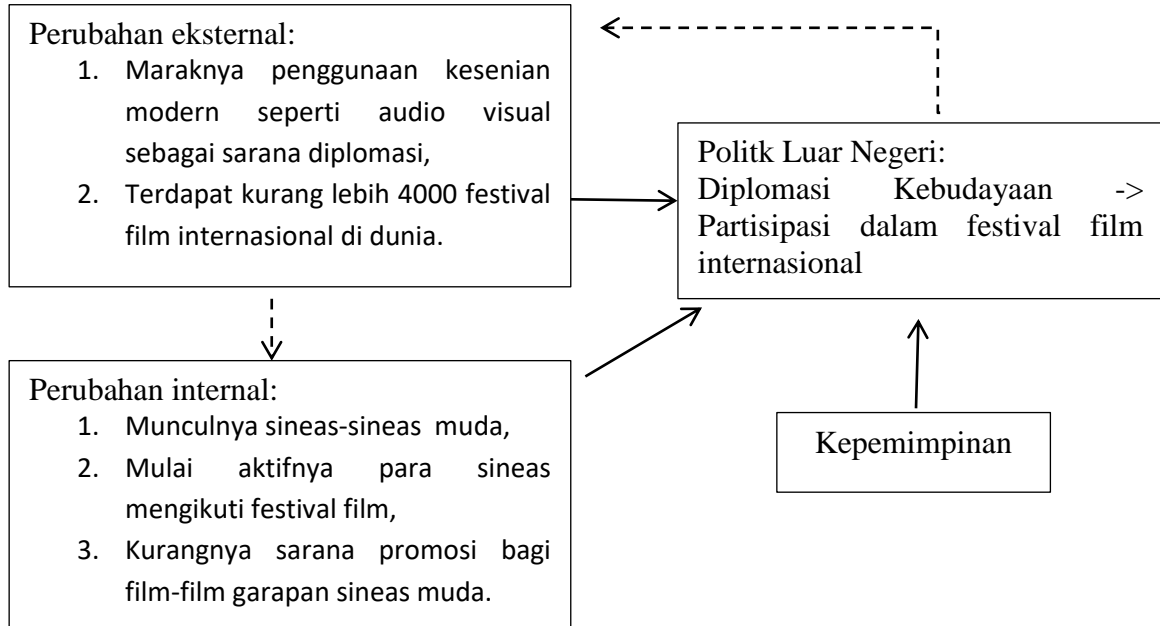 Perubahan eksternal:
1. Maraknya penggunaan kesenian
modern seperti audio visual
sebagai sarana diplomasi,
2. Terdapat kurang lebih 4000 festival
film internasional di dunia.
Politk Luar Negeri:
Diplomasi Kebudayaan ->
Partisipasi dalam festival film
internasional
Perubahan internal:
1. Munculnya sineas-sineas muda,
2. Mulai aktifnya para sineas
mengikuti festival film,
3. Kurangnya sarana promosi bagi
film-film garapan sineas muda.
Kepemimpinan